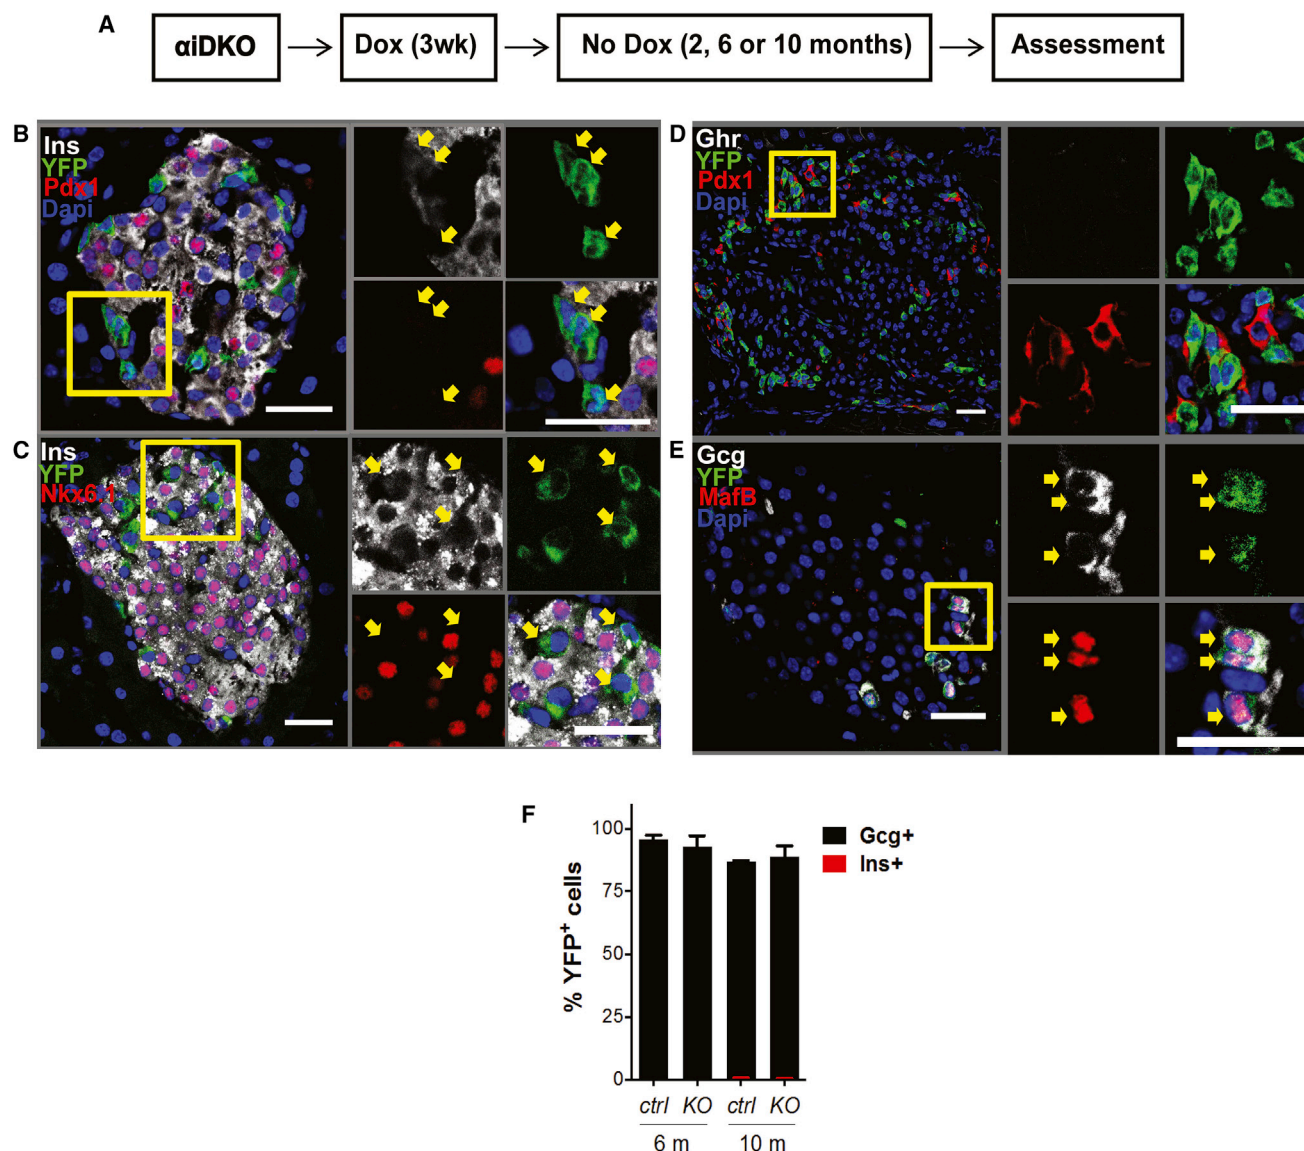 A
αiDKO
Dox (3wk)
No Dox (2, 6 or 10 months)
Assessment
B
Ins
YFP
Pdx1
Dapi
C
Ins
YFP
Nkx6.1
D
Ghr
YFP
Pdx1
Dapi
E
Gcg
YFP
MafB
Dapi
F
% YFP+ cells
100
75
50
25
0
ctrl KO ctrl KO
6 m 10 m
Gcg+
Ins+